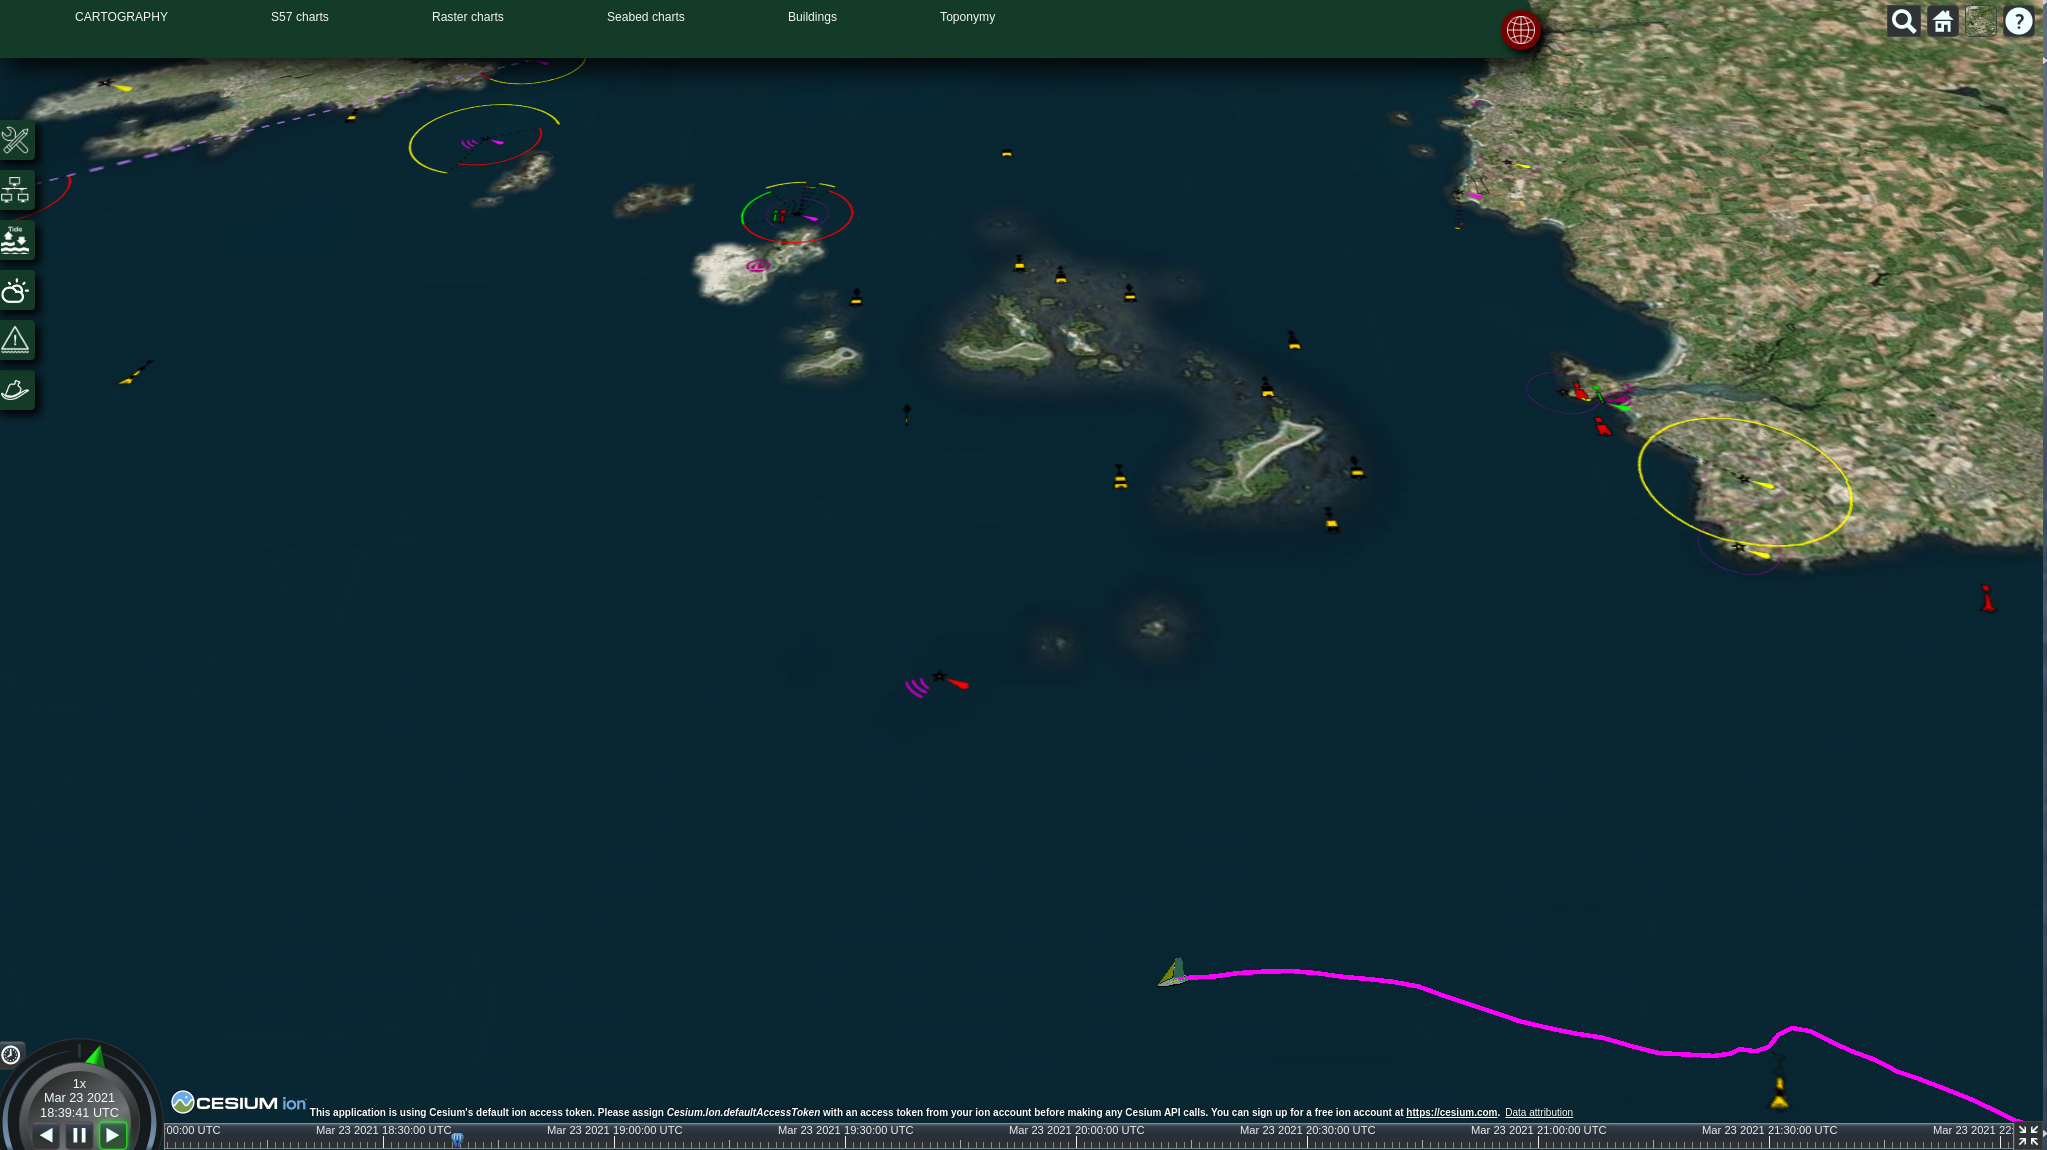 CARTOGRAPHY S57 charts Raster charts Seabed charts Buildings Toponymy
?
Tide
1x
Mar 23 2021
18:39:41 UTC
CESIUM ion This application is using Cesium's default ion access token. Please assign Cesium.Ion.defaultAccessToken with an access token from your ion account before making any Cesium API calls. You can sign up for a free ion account at https://cesium.com. Data attribution
00:00 UTC Mar 23 2021 18:30:00 UTC Mar 23 2021 19:00:00 UTC Mar 23 2021 19:30:00 UTC Mar 23 2021 20:00:00 UTC Mar 23 2021 20:30:00 UTC Mar 23 2021 21:00:00 UTC Mar 23 2021 21:30:00 UTC Mar 23 2021 22: